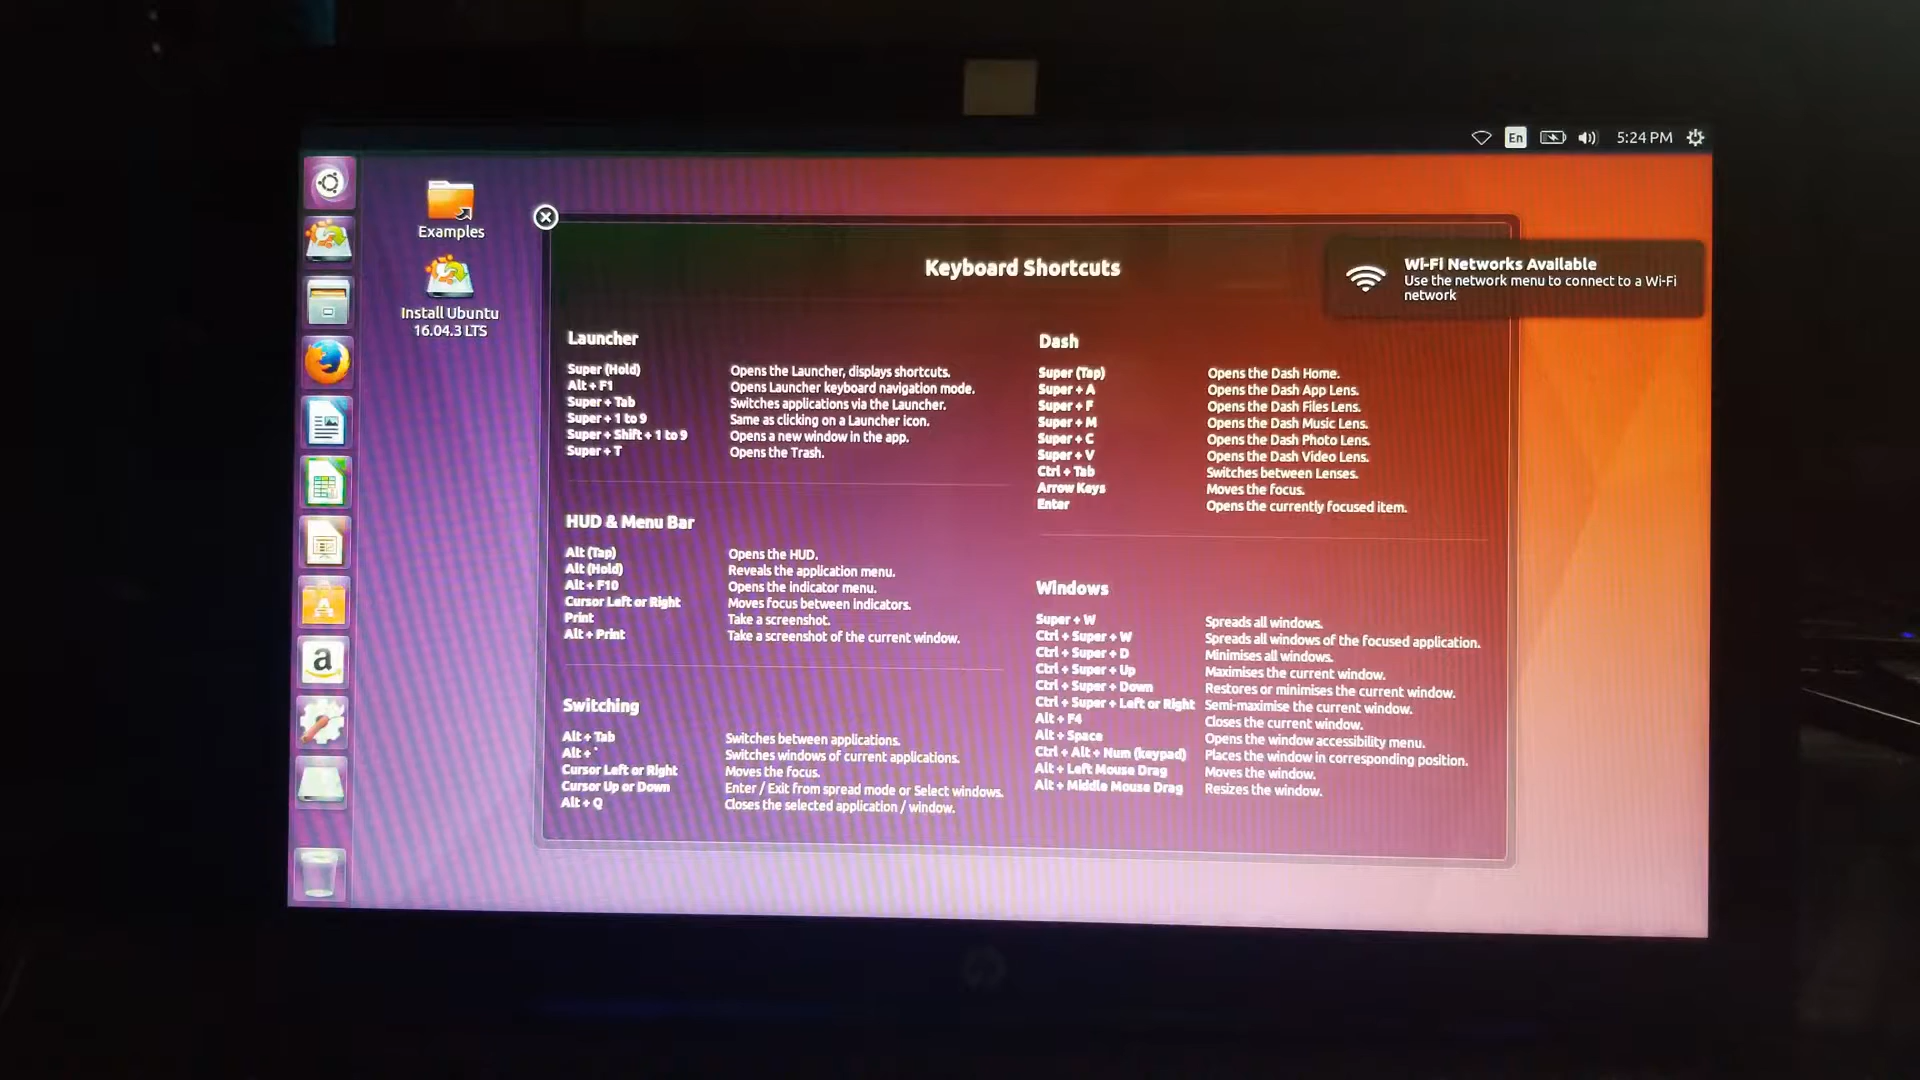 En 5:24 PM
Examples
Install Ubuntu
16.04.3 LTS
Keyboard Shortcuts
Wi-Fi Networks Available
Use the network menu to connect to a Wi-Fi
network
Launcher
Super (Hold) Opens the Launcher, displays shortcuts.
Alt + F1 Opens Launcher keyboard navigation mode.
Super + Tab Switches applications via the Launcher.
Super + 1 to 9 Same as clicking on a Launcher icon.
Super + Shift + 1 to 9 Opens a new window in the app.
Super + T Opens the Trash.
HUD & Menu Bar
Alt (Tap) Opens the HUD.
Alt (Hold) Reveals the application menu.
Alt + F10 Opens the indicator menu.
Cursor Left or Right Moves focus between indicators.
Print Take a screenshot.
Alt + Print Take a screenshot of the current window.
Switching
Alt + Tab Switches between applications.
Alt + ` Switches windows of current applications.
Cursor Left or Right Moves the focus.
Cursor Up or Down Enter / Exit from spread mode or Select windows.
Alt + Q Closes the selected application / window.
Dash
Super (Tap) Opens the Dash Home.
Super + A Opens the Dash App Lens.
Super + F Opens the Dash Files Lens.
Super + M Opens the Dash Music Lens.
Super + C Opens the Dash Photo Lens.
Super + V Opens the Dash Video Lens.
Ctrl + Tab Switches between Lenses.
Arrow Keys Moves the focus.
Enter Opens the currently focused item.
Windows
Super + W Spreads all windows.
Ctrl + Super + W Spreads all windows of the focused application.
Ctrl + Super + D Minimises all windows.
Ctrl + Super + Up Maximises the current window.
Ctrl + Super + Down Restores or minimises the current window.
Ctrl + Super + Left or Right Semi-maximise the current window.
Alt + F4 Closes the current window.
Alt + Space Opens the window accessibility menu.
Ctrl + Alt + Num (keypad) Places the window in corresponding position.
Alt + Left Mouse Drag Moves the window.
Alt + Middle Mouse Drag Resizes the window.
a